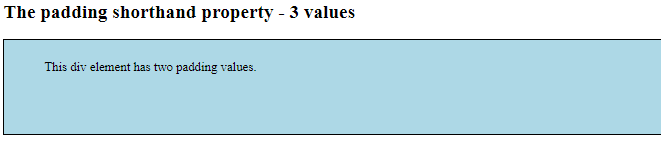 The padding shorthand property - 3 values
This div element has two padding values.